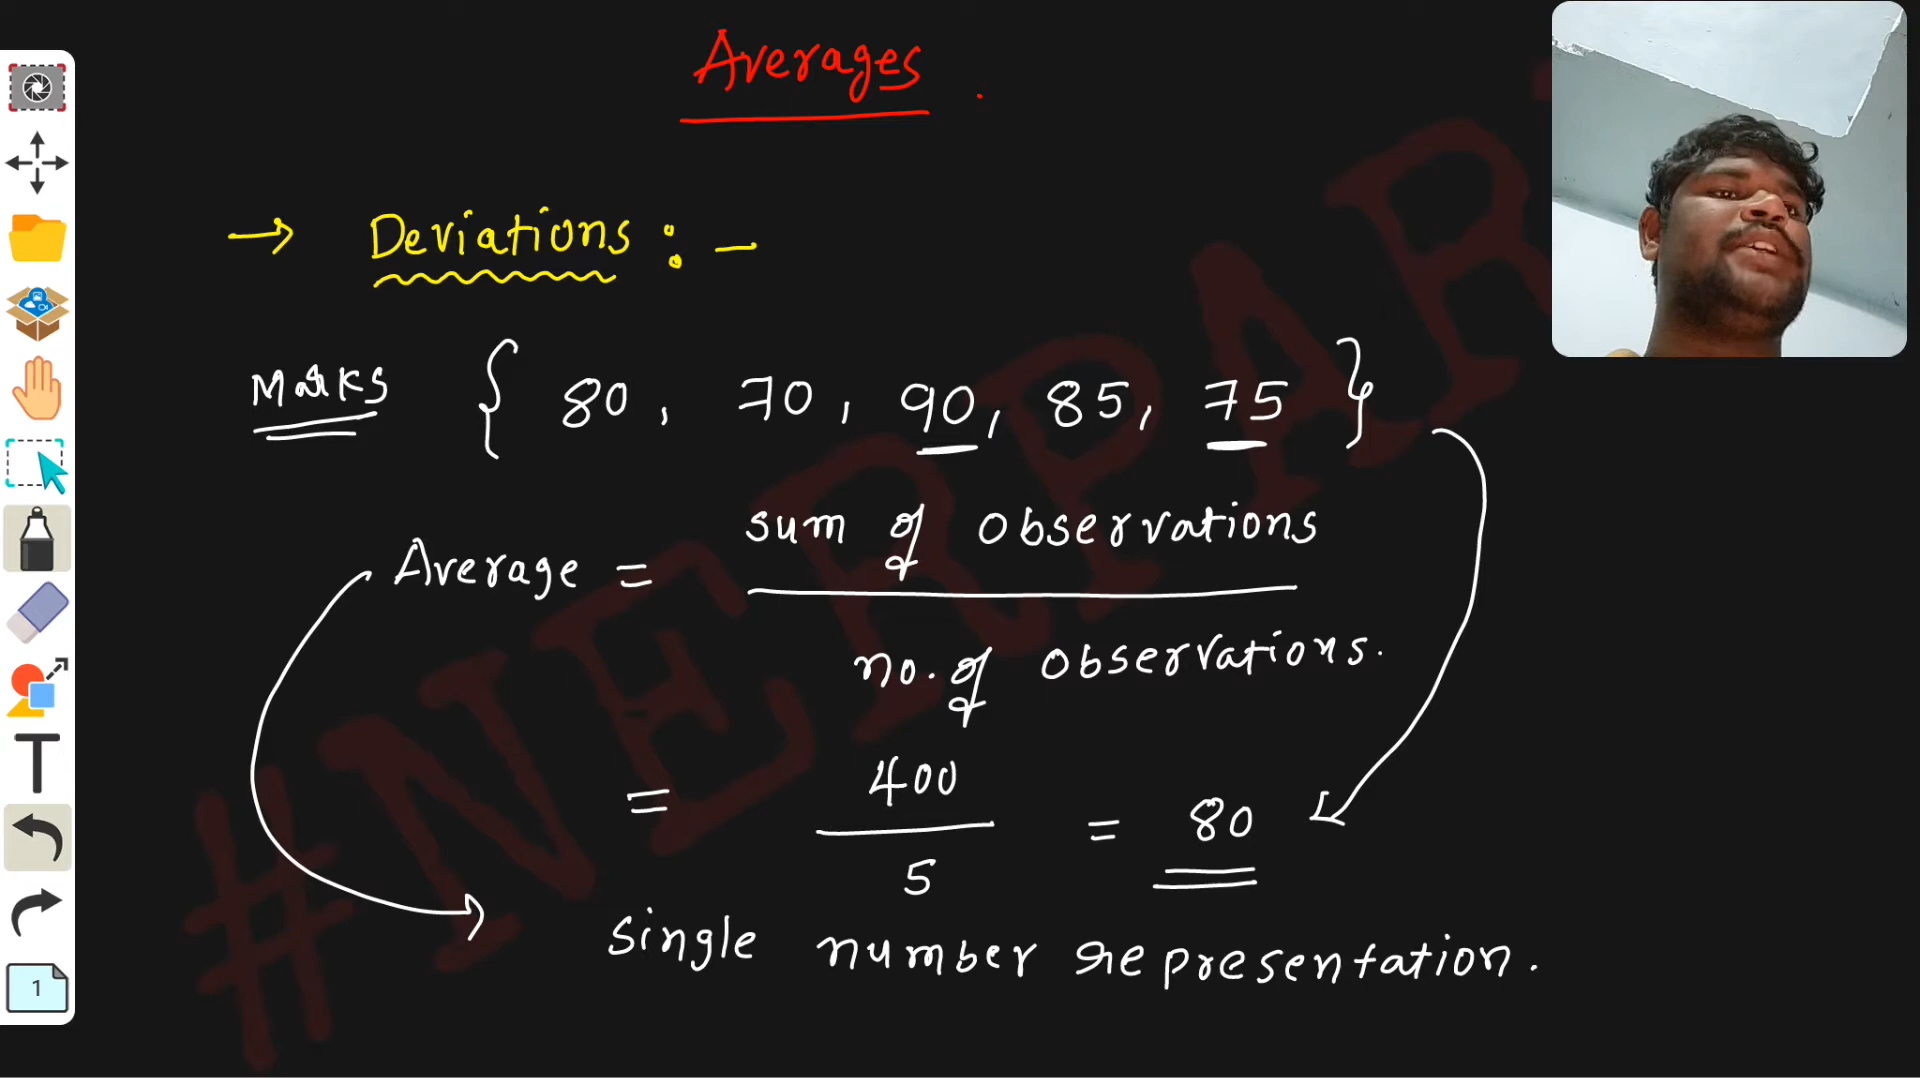 Averages .
→ Deviations : -
Marks { 80, 70, 90, 85, 75 }
Average = sum of observations
no. of observations.
= 400
5
= 80
single number representation.
1
#NERPAR